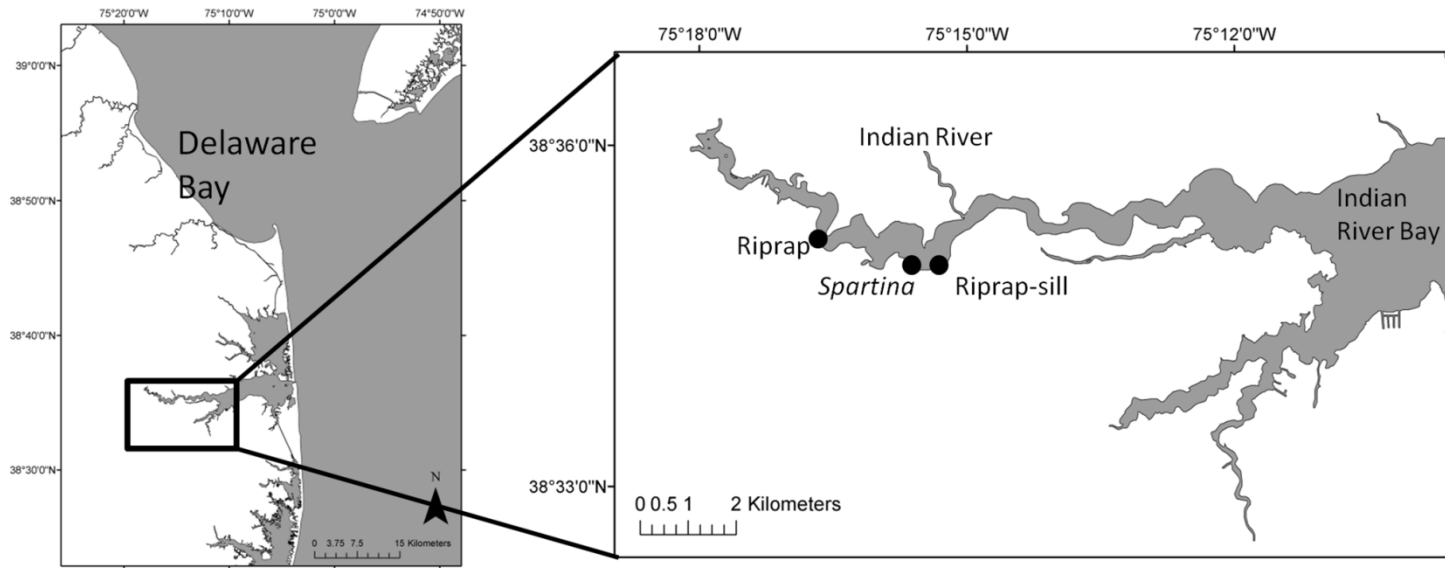 75°20'0"W 75°10'0"W 75°0'0"W 74°50'0"W
39°0'0"N
38°50'0"N
38°40'0"N
38°30'0"N
Delaware
Bay
N
0 3.75 7.5 15 Kilometers
75°18'0"W 75°15'0"W 75°12'0"W
38°36'0"N
38°33'0"N
Indian River
Indian
River Bay
Riprap
Spartina Riprap-sill
0 0.5 1 2 Kilometers